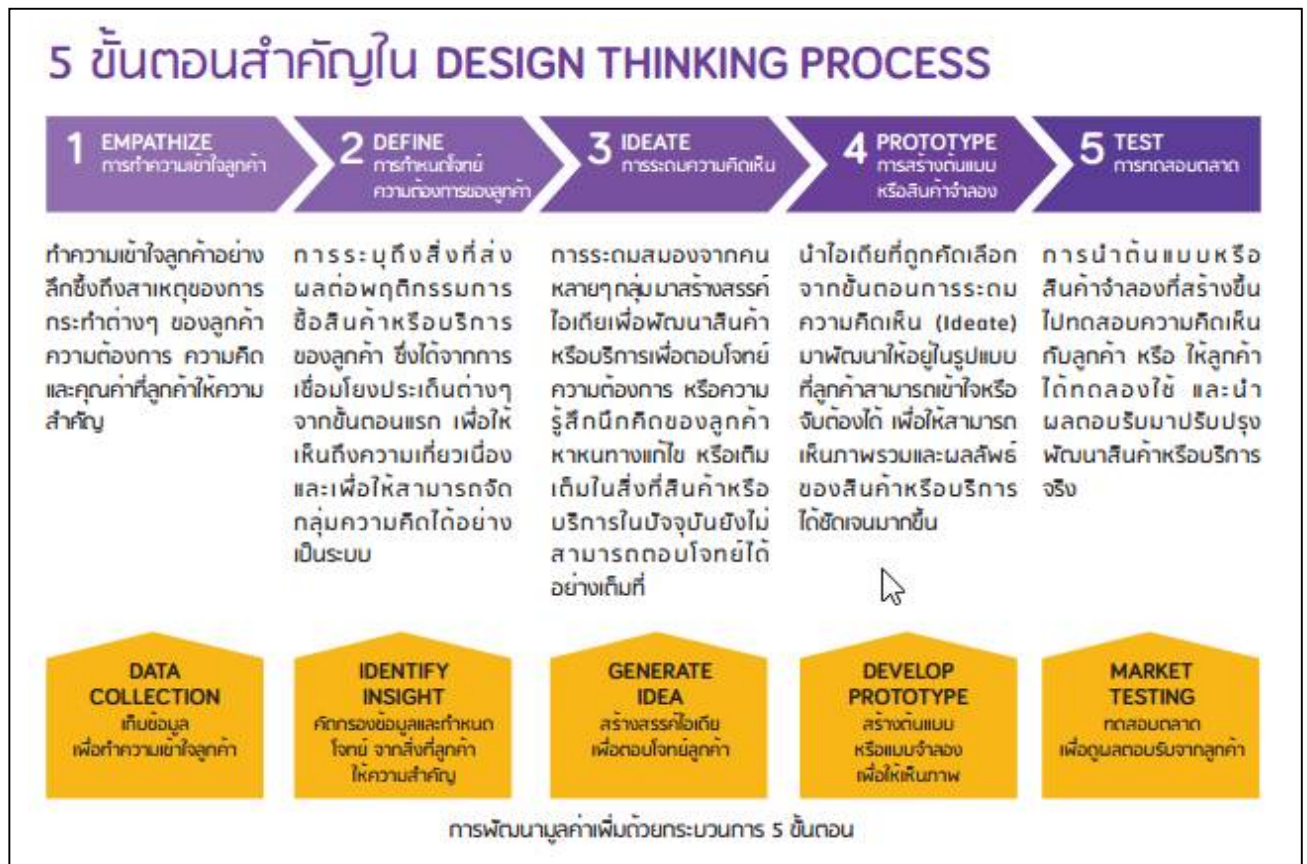 5 ขั้นตอนสำคัญใน DESIGN THINKING PROCESS
1 EMPATHIZE
การทำความเข้าใจลูกค้า
2 DEFINE
การกำหนดโจทย์
ความต้องการของลูกค้า
3 IDEATE
การระดมความคิดเห็น
4 PROTOTYPE
การสร้างต้นแบบ
หรือสินค้าจำลอง
5 TEST
การทดสอบตลาด
ทำความเข้าใจลูกค้าอย่าง
ลึกซึ้งถึงสาเหตุของการ
กระทำต่างๆ ของลูกค้า
ความต้องการ ความคิด
และคุณค่าที่ลูกค้าให้ความ
สำคัญ
การระบุถึงสิ่งที่ส่ง
ผลต่อพฤติกรรมการ
ซื้อสินค้าหรือบริการ
ของลูกค้า ซึ่งได้จากการ
เชื่อมโยงประเด็นต่างๆ
จากขั้นตอนแรก เพื่อให้
เห็นถึงความเกี่ยวเนื่อง
และเพื่อให้สามารถจัด
กลุ่มความคิดได้อย่าง
เป็นระบบ
การระดมสมองจากคน
หลายๆกลุ่มมาสร้างสรรค์
ไอเดียเพื่อพัฒนาสินค้า
หรือบริการเพื่อตอบโจทย์
ความต้องการ หรือความ
รู้สึกนึกคิดของลูกค้า
หาหนทางแก้ไข หรือเติม
เต็มในสิ่งที่สินค้าหรือ
บริการในปัจจุบันยังไม่
สามารถตอบโจทย์ได้
อย่างเต็มที่
นำไอเดียที่ถูกคัดเลือก
จากขั้นตอนการระดม
ความคิดเห็น (Ideate)
มาพัฒนาให้อยู่ในรูปแบบ
ที่ลูกค้าสามารถเข้าใจหรือ
จับต้องได้ เพื่อให้สามารถ
เห็นภาพรวมและผลลัพธ์
ของสินค้าหรือบริการ
ได้ชัดเจนมากขึ้น
การนำต้นแบบหรือ
สินค้าจำลองที่สร้างขึ้น
ไปทดสอบความคิดเห็น
กับลูกค้า หรือ ให้ลูกค้า
ได้ทดลองใช้ และนำ
ผลตอบรับมาปรับปรุง
พัฒนาสินค้าหรือบริการ
จริง
DATA
COLLECTION
เก็บข้อมูล
เพื่อทำความเข้าใจลูกค้า
IDENTIFY
INSIGHT
คัดกรองข้อมูลและกำหนด
โจทย์ จากสิ่งที่ลูกค้า
ให้ความสำคัญ
GENERATE
IDEA
สร้างสรรค์ไอเดีย
เพื่อตอบโจทย์ลูกค้า
DEVELOP
PROTOTYPE
สร้างต้นแบบ
หรือแบบจำลอง
เพื่อให้เห็นภาพ
MARKET
TESTING
ทดสอบตลาด
เพื่อดูผลตอบรับจากลูกค้า
การพัฒนามูลค่าเพิ่มด้วยกระบวนการ 5 ขั้นตอน